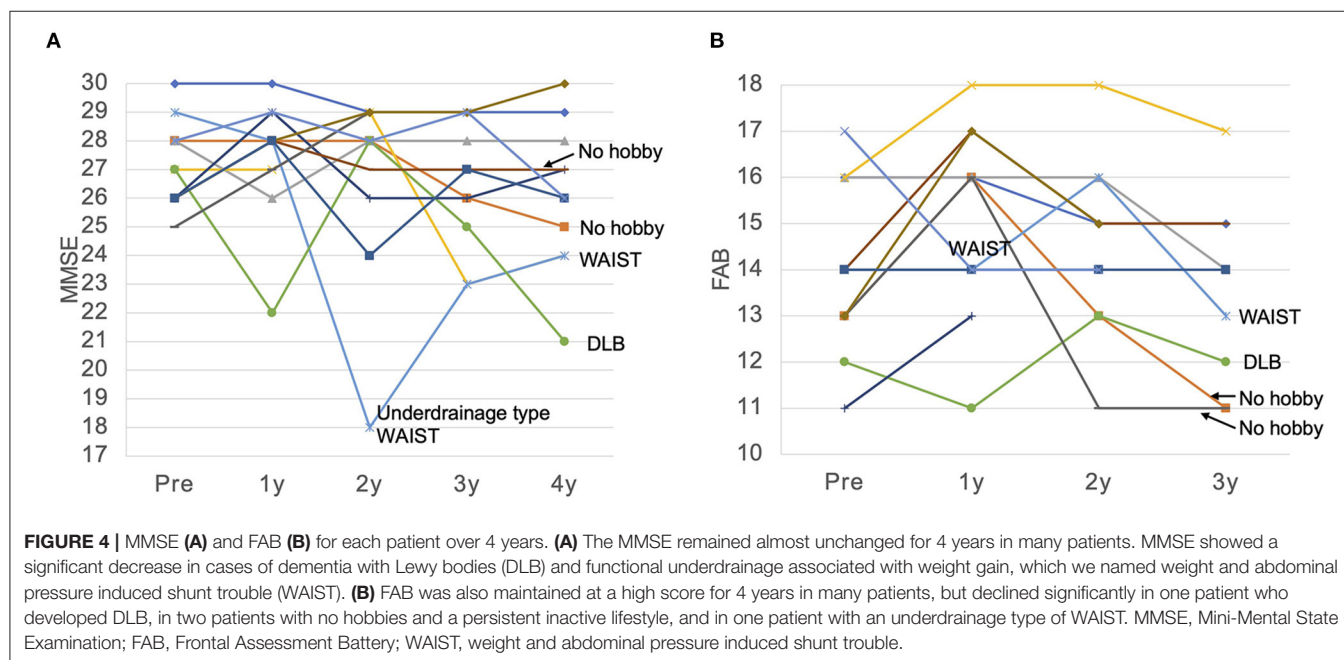 A
MMSE
30
29
28
27
26
25
24
23
22
21
20
19
18
17
Pre 1y 2y 3y 4y
No hobby
No hobby
WAIST
DLB
Underdrainage type
WAIST
B
FAB
18
17
16
15
14
13
12
11
10
Pre 1y 2y 3y
WAIST
WAIST
DLB
No hobby
No hobby
FIGURE 4 | MMSE (A) and FAB (B) for each patient over 4 years. (A) The MMSE remained almost unchanged for 4 years in many patients. MMSE showed a
significant decrease in cases of dementia with Lewy bodies (DLB) and functional underdrainage associated with weight gain, which we named weight and abdominal
pressure induced shunt trouble (WAIST). (B) FAB was also maintained at a high score for 4 years in many patients, but declined significantly in one patient who
developed DLB, in two patients with no hobbies and a persistent inactive lifestyle, and in one patient with an underdrainage type of WAIST. MMSE, Mini-Mental State
Examination; FAB, Frontal Assessment Battery; WAIST, weight and abdominal pressure induced shunt trouble.